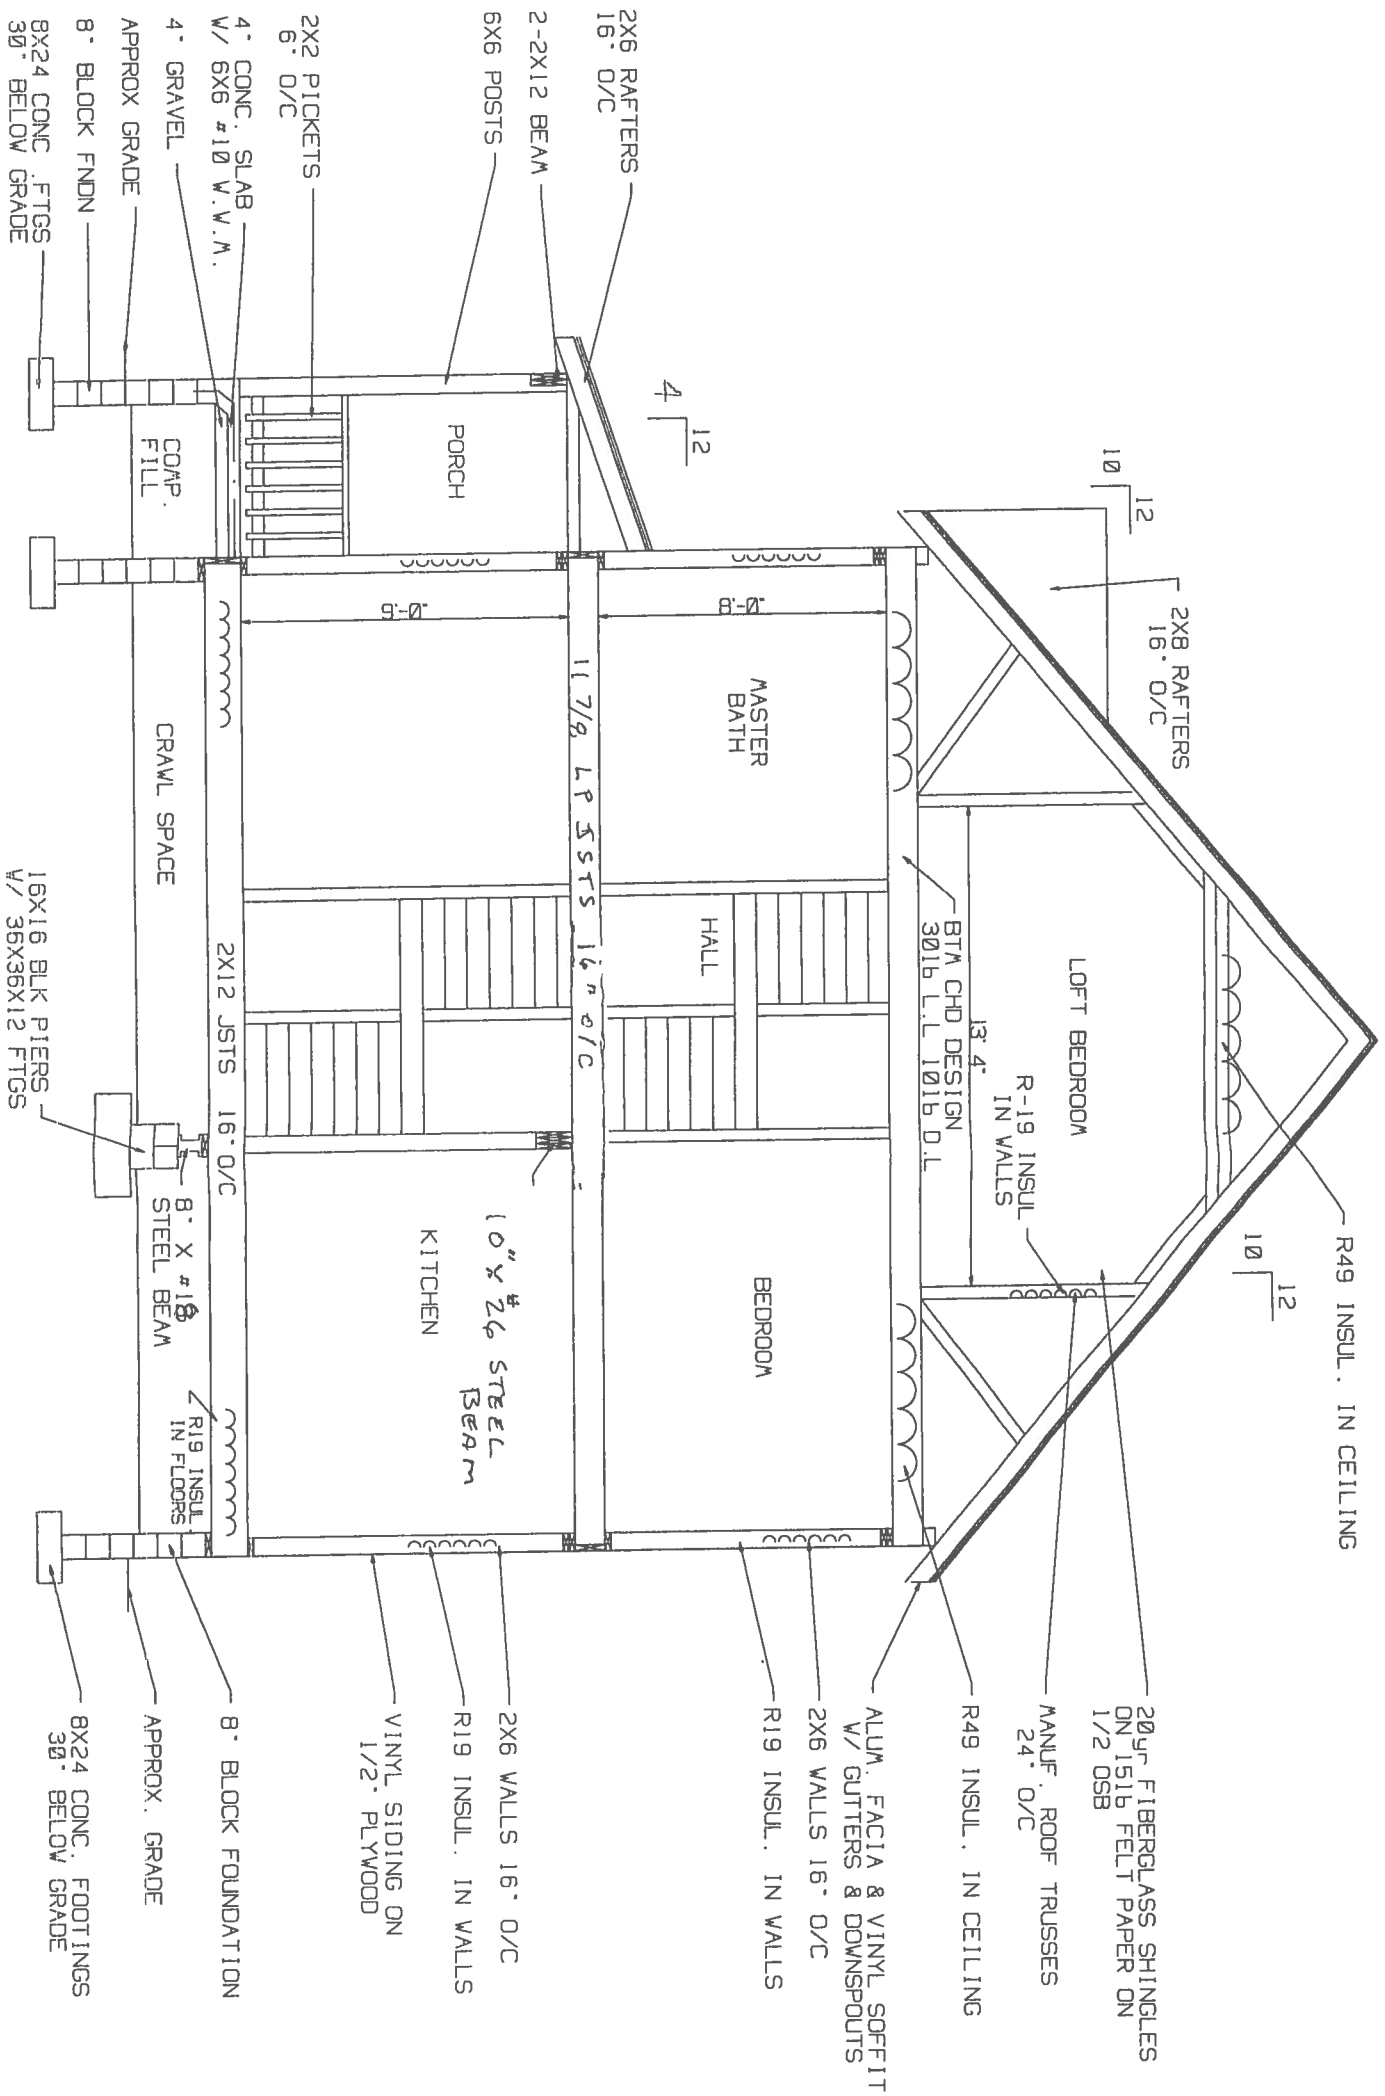 R49 INSUL. IN CEILING
12
10
20yr FIBERGLASS SHINGLES
ON 15lb FELT PAPER ON
1/2 OSB
MANUF. ROOF TRUSSES
24" O/C
R49 INSUL. IN CEILING
ALUM. FACIA & VINYL SOFFIT
W/ GUTTERS & DOWNSPOUTS
2X6 WALLS 16" O/C
R19 INSUL. IN WALLS
2X6 WALLS 16" O/C
R19 INSUL. IN WALLS
VINYL SIDING ON
1/2" PLYWOOD
8" BLOCK FOUNDATION
APPROX. GRADE
8X24 CONC. FOOTINGS
30" BELOW GRADE
12
10
2X8 RAFTERS
16" O/C
LOFT BEDROOM
R-19 INSUL
IN WALLS
13' 4"
BTM CHD DESIGN
30lb L.L 10lb D.L
MASTER
BATH
HALL
BEDROOM
8'-0"
11 7/8 LP JSTS 16" O/C
9'-0"
10" X #26 STEEL
BEAM
KITCHEN
2X12 JSTS 16" O/C
CRAWL SPACE
8" X #18
STEEL BEAM
R19 INSUL
IN FLOORS
16X16 BLK PIERS
W/ 36X36X12 FTGS
12
4
PORCH
COMP.
FILL
2X6 RAFTERS
16" O/C
2-2X12 BEAM
6X6 POSTS
2X2 PICKETS
6" O/C
4" CONC. SLAB
W/ 6X6 #10 W.W.M.
4" GRAVEL
APPROX GRADE
8" BLOCK FNDN
8X24 CONC .FTGS
30" BELOW GRADE